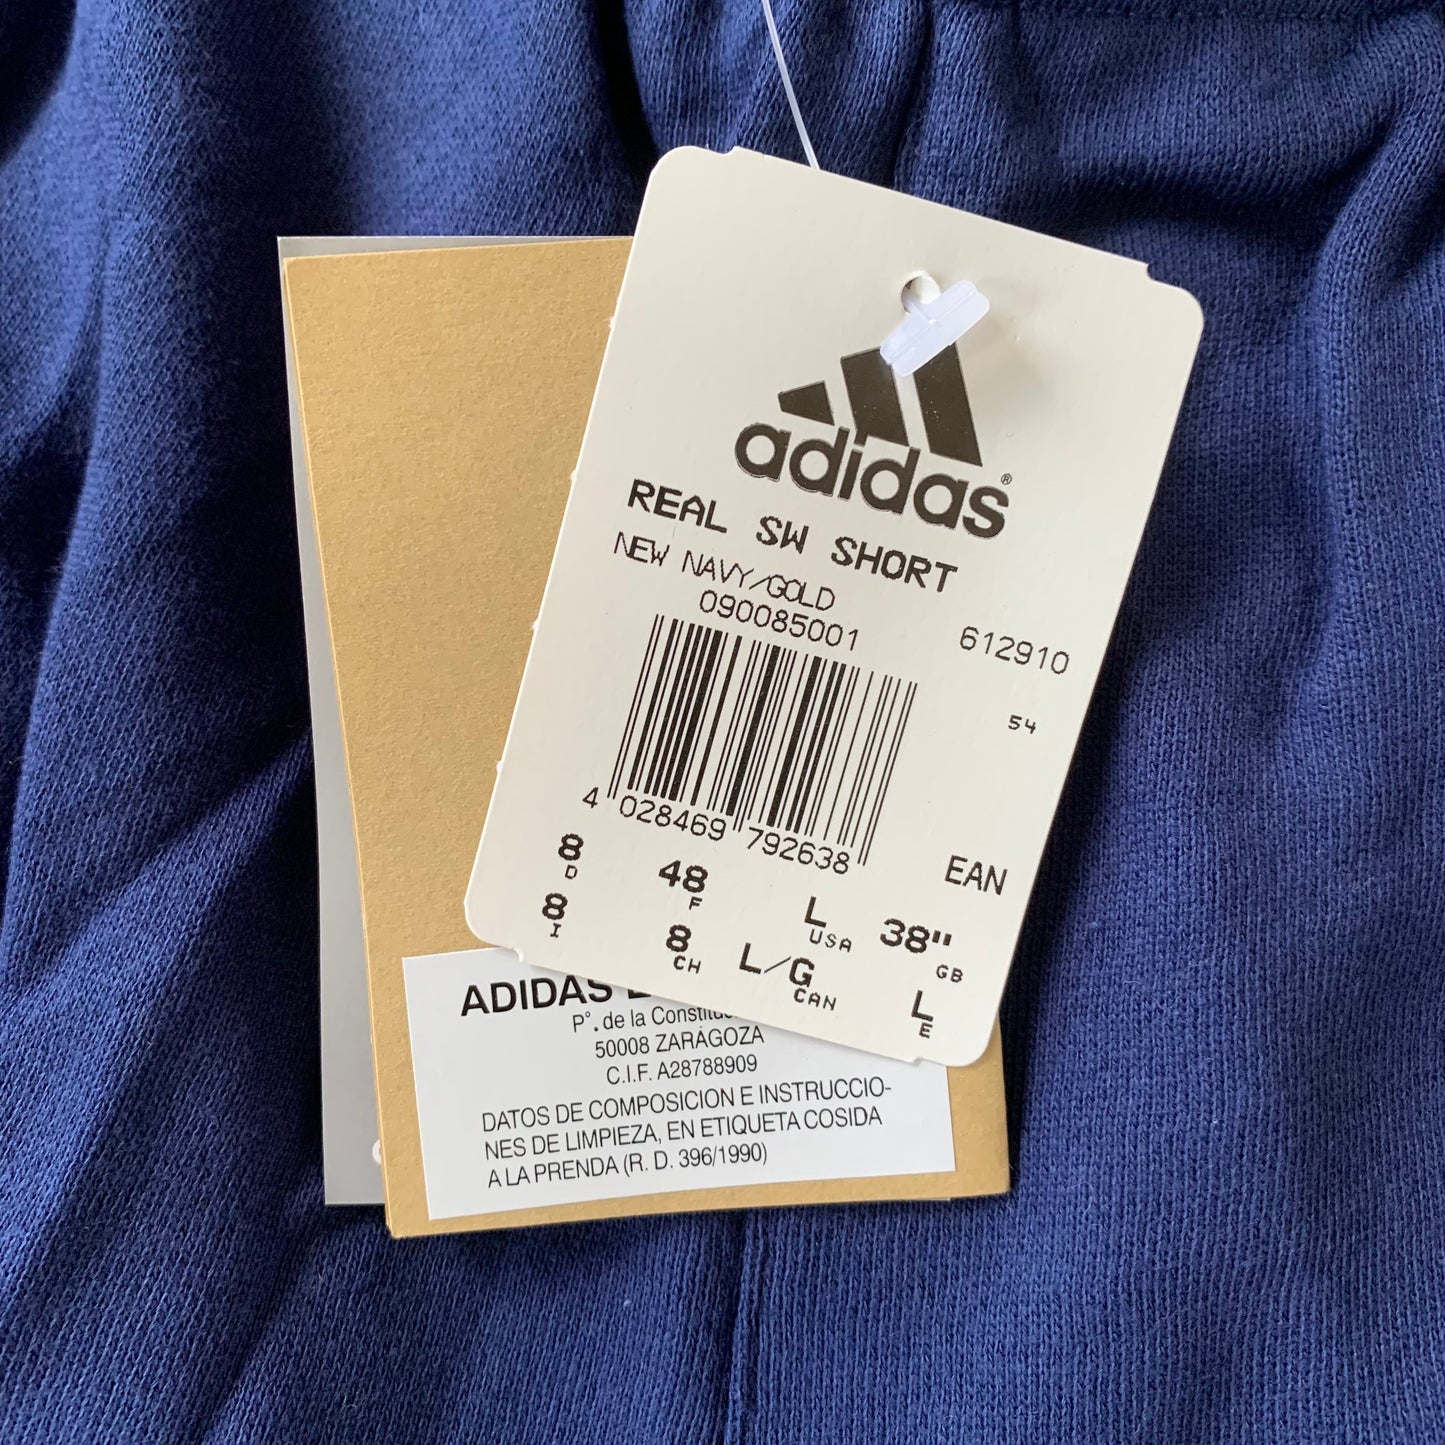 adidas®
REAL SW SHORT
NEW NAVY/GOLD
090085001
612910
54
4 028469 792638
EAN
8 D 48 F L USA 38" GB
8 I 8 CH L/G CAN L E
ADIDAS
P°. de la
50008 ZARAGOZA
C.I.F. A28788909
DATOS DE COMPOSICION E INSTRUCCIO-
NES DE LIMPIEZA, EN ETIQUETA COSIDA
A LA PRENDA (R. D. 396/1990)